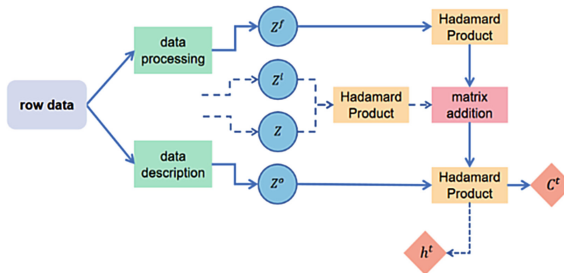 Z^f
Hadamard
Product
data
processing
Z^i
row data
Hadamard
Product
matrix
addition
Z
data
description
Z^o
Hadamard
Product
C^t
h^t